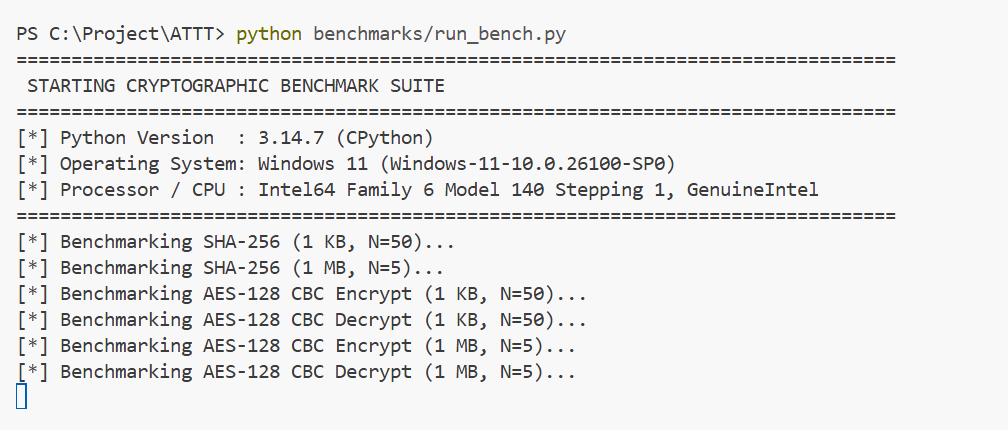 PS C:\Project\ATTT> python benchmarks/run_bench.py
================================================================================
STARTING CRYPTOGRAPHIC BENCHMARK SUITE
================================================================================
[*] Python Version  : 3.14.7 (CPython)
[*] Operating System: Windows 11 (Windows-11-10.0.26100-SP0)
[*] Processor / CPU : Intel64 Family 6 Model 140 Stepping 1, GenuineIntel
================================================================================
[*] Benchmarking SHA-256 (1 KB, N=50)...
[*] Benchmarking SHA-256 (1 MB, N=5)...
[*] Benchmarking AES-128 CBC Encrypt (1 KB, N=50)...
[*] Benchmarking AES-128 CBC Decrypt (1 KB, N=50)...
[*] Benchmarking AES-128 CBC Encrypt (1 MB, N=5)...
[*] Benchmarking AES-128 CBC Decrypt (1 MB, N=5)...